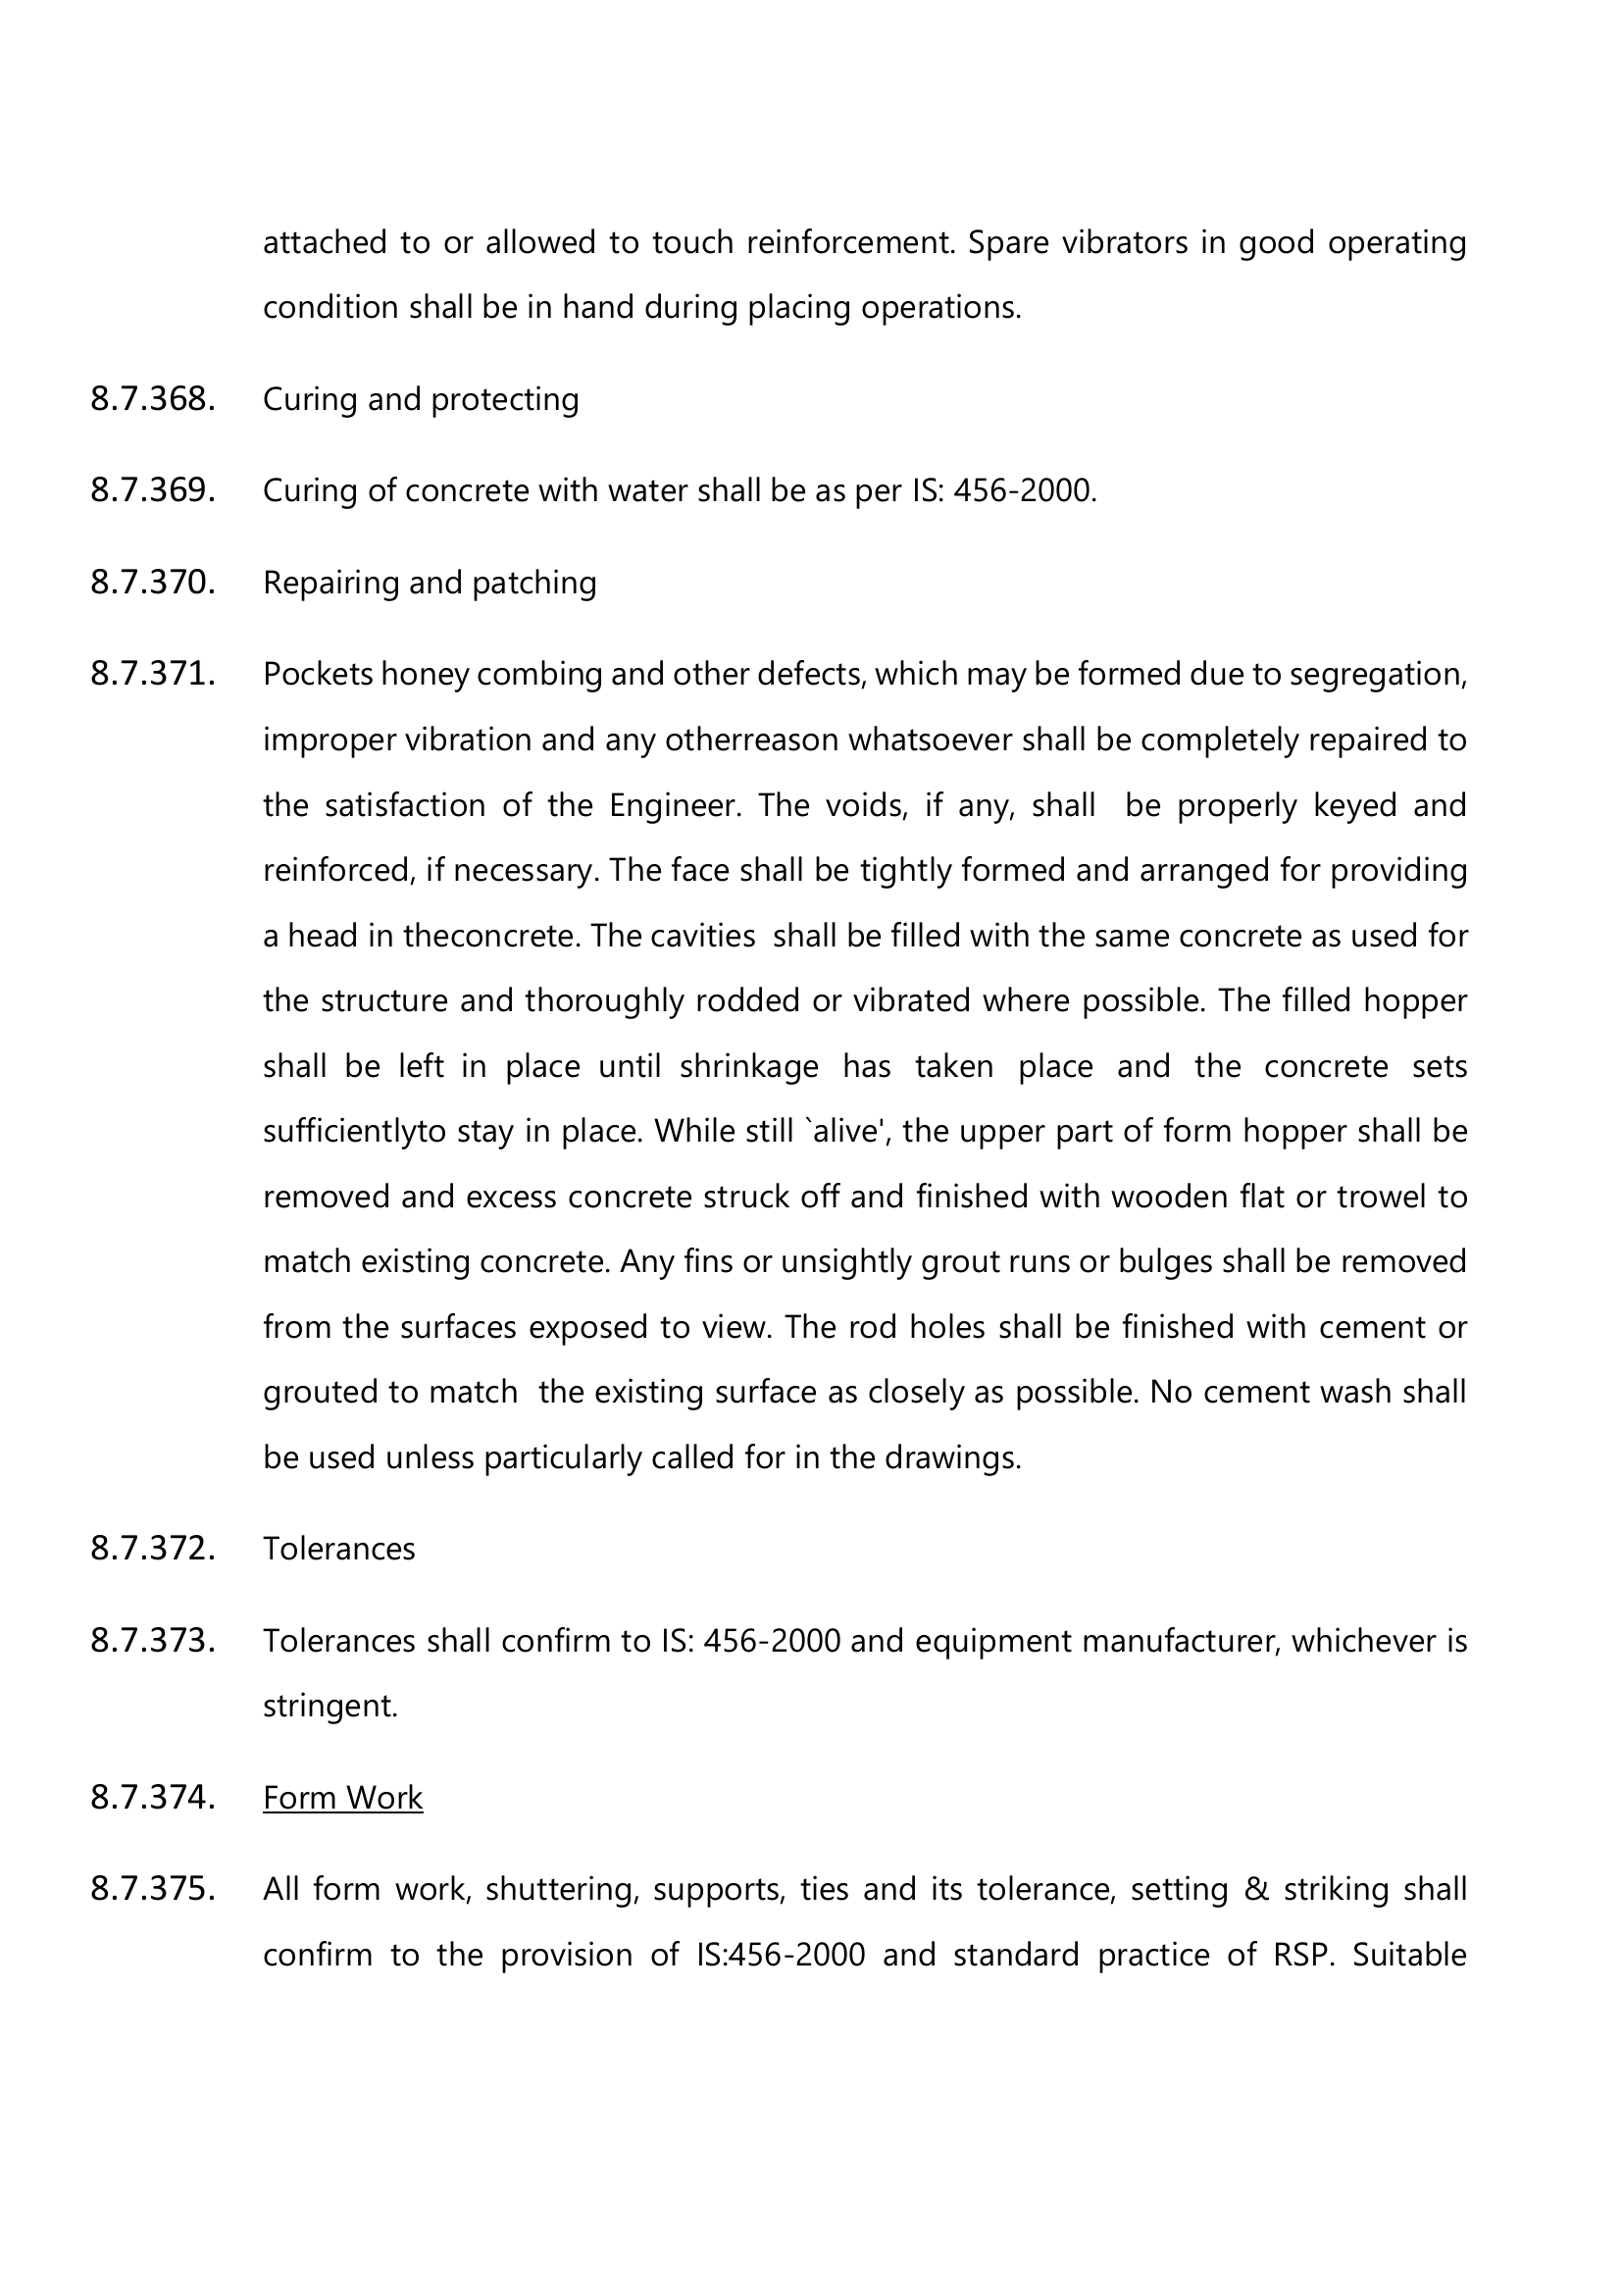 attached to or allowed to touch reinforcement. Spare vibrators in good operating
condition shall be in hand during placing operations.
8.7.368. Curing and protecting
8.7.369. Curing of concrete with water shall be as per IS: 456-2000.
8.7.370. Repairing and patching
8.7.371. Pockets honey combing and other defects, which may be formed due to segregation,
improper vibration and any otherreason whatsoever shall be completely repaired to
the satisfaction of the Engineer. The voids, if any, shall be properly keyed and
reinforced, if necessary. The face shall be tightly formed and arranged for providing
a head in theconcrete. The cavities shall be filled with the same concrete as used for
the structure and thoroughly rodded or vibrated where possible. The filled hopper
shall be left in place until shrinkage has taken place and the concrete sets
sufficientlyto stay in place. While still `alive', the upper part of form hopper shall be
removed and excess concrete struck off and finished with wooden flat or trowel to
match existing concrete. Any fins or unsightly grout runs or bulges shall be removed
from the surfaces exposed to view. The rod holes shall be finished with cement or
grouted to match the existing surface as closely as possible. No cement wash shall
be used unless particularly called for in the drawings.
8.7.372. Tolerances
8.7.373. Tolerances shall confirm to IS: 456-2000 and equipment manufacturer, whichever is
stringent.
8.7.374. Form Work
8.7.375. All form work, shuttering, supports, ties and its tolerance, setting & striking shall
confirm to the provision of IS:456-2000 and standard practice of RSP. Suitable